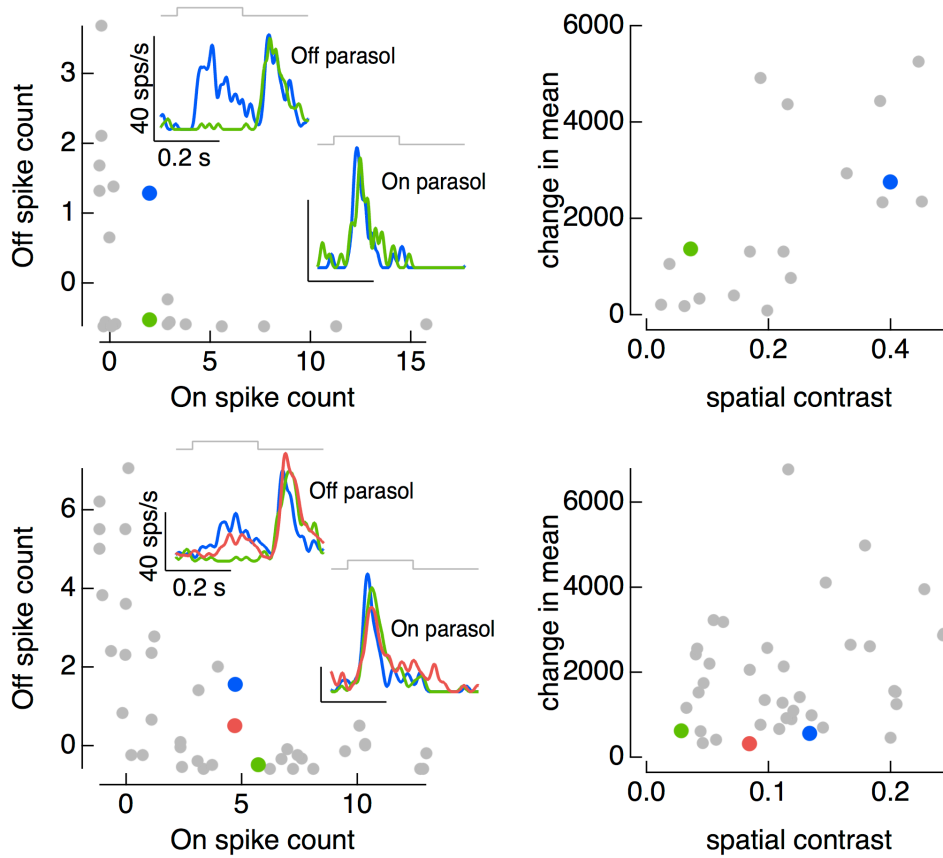 Off spike count
3
2
1
0
0
5
10
15
On spike count
40 sps/s
0.2 s
Off parasol
On parasol
change in mean
6000
4000
2000
0
0.0
0.2
0.4
spatial contrast
Off spike count
6
4
2
0
0
5
10
On spike count
40 sps/s
0.2 s
Off parasol
On parasol
change in mean
6000
4000
2000
0
0.0
0.1
0.2
spatial contrast